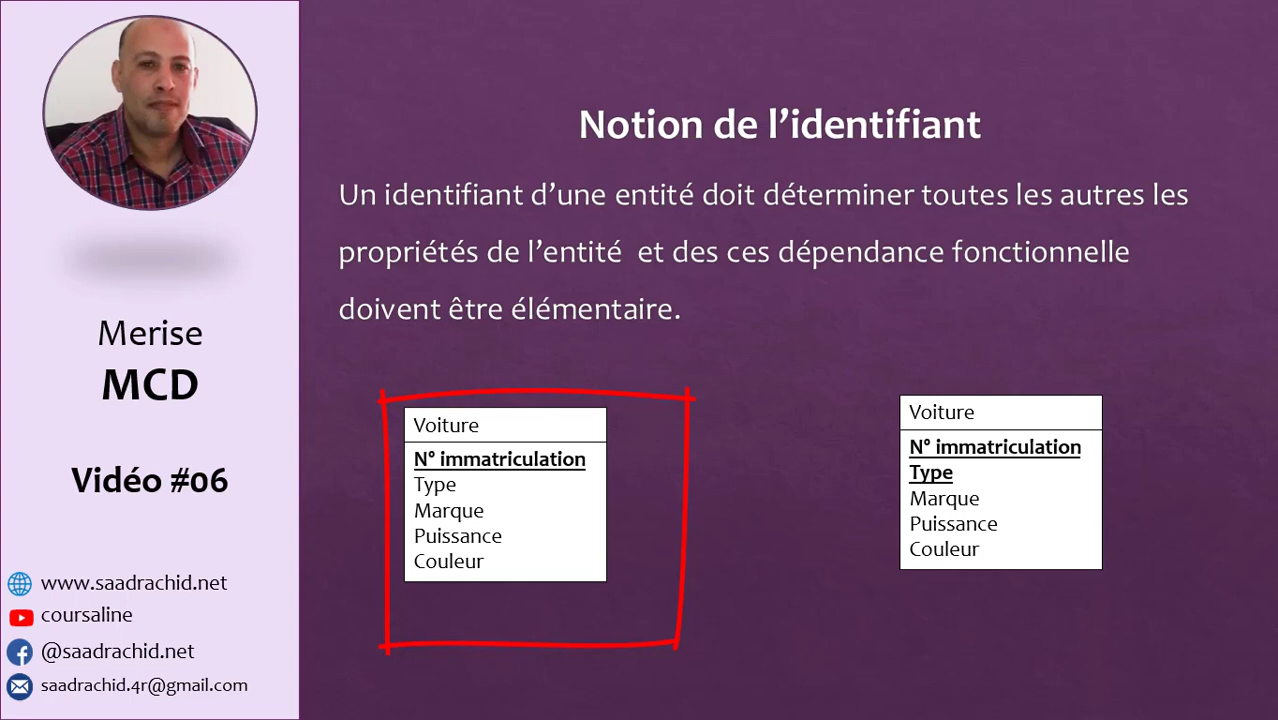 Notion de l’identifiant
Un identifiant d’une entité doit déterminer toutes les autres les
propriétés de l’entité et des ces dépendance fonctionnelle
doivent être élémentaire.
Merise
MCD
Vidéo #06
www.saadrachid.net
coursaline
@saadrachid.net
saadrachid.4r@gmail.com
Voiture
N° immatriculation
Type
Marque
Puissance
Couleur
Voiture
N° immatriculation
Type
Marque
Puissance
Couleur